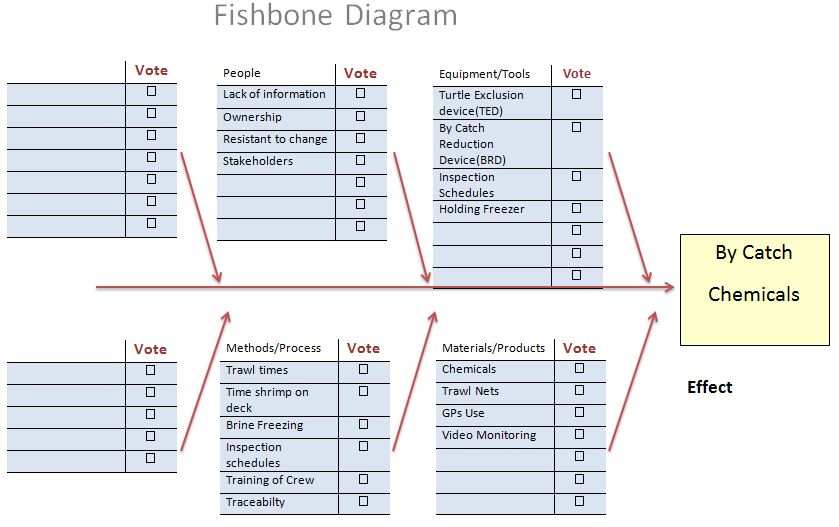 Fishbone Diagram
Vote
People
Vote
Lack of information
Ownership
Resistant to change
Stakeholders
Equipment/Tools
Vote
Turtle Exclusion
device(TED)
By Catch
Reduction
Device(BRD)
Inspection
Schedules
Holding Freezer
By Catch
Chemicals
Effect
Vote
Methods/Process
Vote
Trawl times
Time shrimp on
deck
Brine Freezing
Inspection
schedules
Training of Crew
Traceabilty
Materials/Products
Vote
Chemicals
Trawl Nets
GPs Use
Video Monitoring